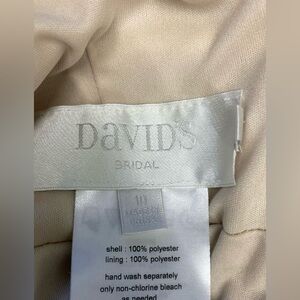 DAVID'S
BRIDAL
10
shell : 100% polyester
lining : 100% polyester
hand wash separately
only non-chlorine bleach
as needed